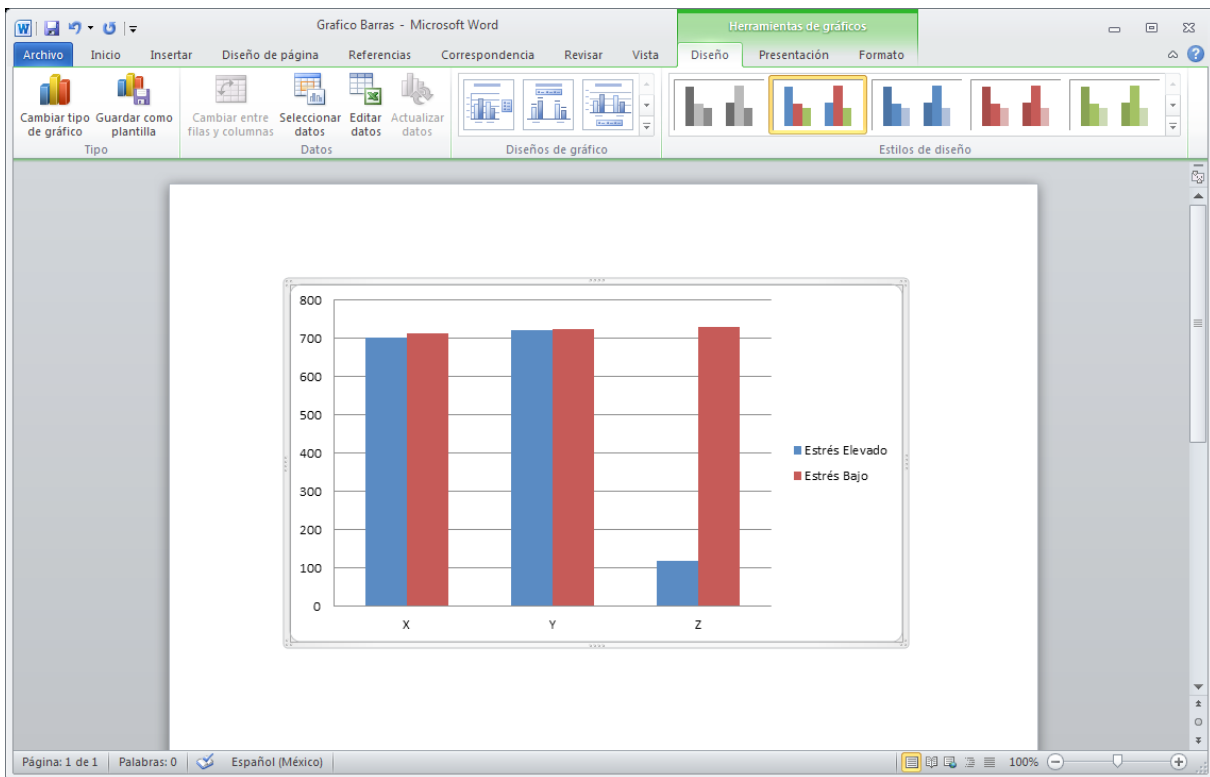 Grafico Barras - Microsoft Word
Herramientas de gráficos
Archivo Inicio Insertar Diseño de página Referencias Correspondencia Revisar Vista Diseño Presentación Formato
Cambiar tipo de gráfico
Guardar como plantilla
Cambiar entre filas y columnas
Seleccionar datos
Editar datos
Actualizar datos
Tipo Datos Diseños de gráfico Estilos de diseño
800
700
600
500
400
300
200
100
0
X Y Z
Estrés Elevado
Estrés Bajo
Página: 1 de 1 Palabras: 0 Español (México) 100%